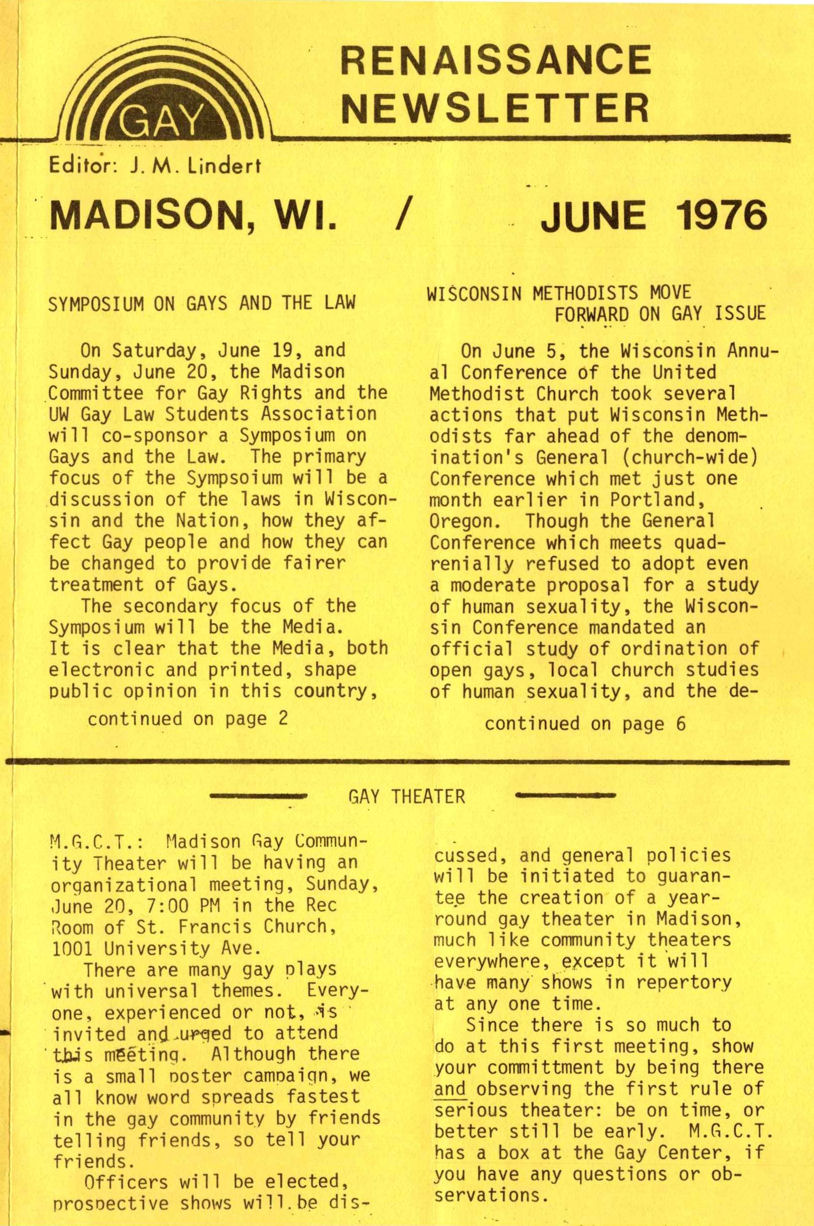 GAY
RENAISSANCE
NEWSLETTER
Editor: J. M. Lindert
MADISON, WI. / JUNE 1976
SYMPOSIUM ON GAYS AND THE LAW
On Saturday, June 19, and
Sunday, June 20, the Madison
Committee for Gay Rights and the
UW Gay Law Students Association
will co-sponsor a Symposium on
Gays and the Law. The primary
focus of the Sympsoium will be a
discussion of the laws in Wiscon-
sin and the Nation, how they af-
fect Gay people and how they can
be changed to provide fairer
treatment of Gays.
The secondary focus of the
Symposium will be the Media.
It is clear that the Media, both
electronic and printed, shape
public opinion in this country,
continued on page 2
WISCONSIN METHODISTS MOVE
FORWARD ON GAY ISSUE
On June 5, the Wisconsin Annu-
al Conference of the United
Methodist Church took several
actions that put Wisconsin Meth-
odists far ahead of the denom-
ination's General (church-wide)
Conference which met just one
month earlier in Portland,
Oregon. Though the General
Conference which meets quad-
renially refused to adopt even
a moderate proposal for a study
of human sexuality, the Wiscon-
sin Conference mandated an
official study of ordination of
open gays, local church studies
of human sexuality, and the de-
continued on page 6
GAY THEATER
M.G.C.T.: Madison Gay Commun-
ity Theater will be having an
organizational meeting, Sunday,
June 20, 7:00 PM in the Rec
Room of St. Francis Church,
1001 University Ave.
There are many gay plays
with universal themes. Every-
one, experienced or not, is
invited and urged to attend
this meeting. Although there
is a small poster campaign, we
all know word spreads fastest
in the gay community by friends
telling friends, so tell your
friends.
Officers will be elected,
prospective shows will be dis-
cussed, and general policies
will be initiated to guaran-
tee the creation of a year-
round gay theater in Madison,
much like community theaters
everywhere, except it will
have many shows in repertory
at any one time.
Since there is so much to
do at this first meeting, show
your committment by being there
and observing the first rule of
serious theater: be on time, or
better still be early. M.G.C.T.
has a box at the Gay Center, if
you have any questions or ob-
servations.